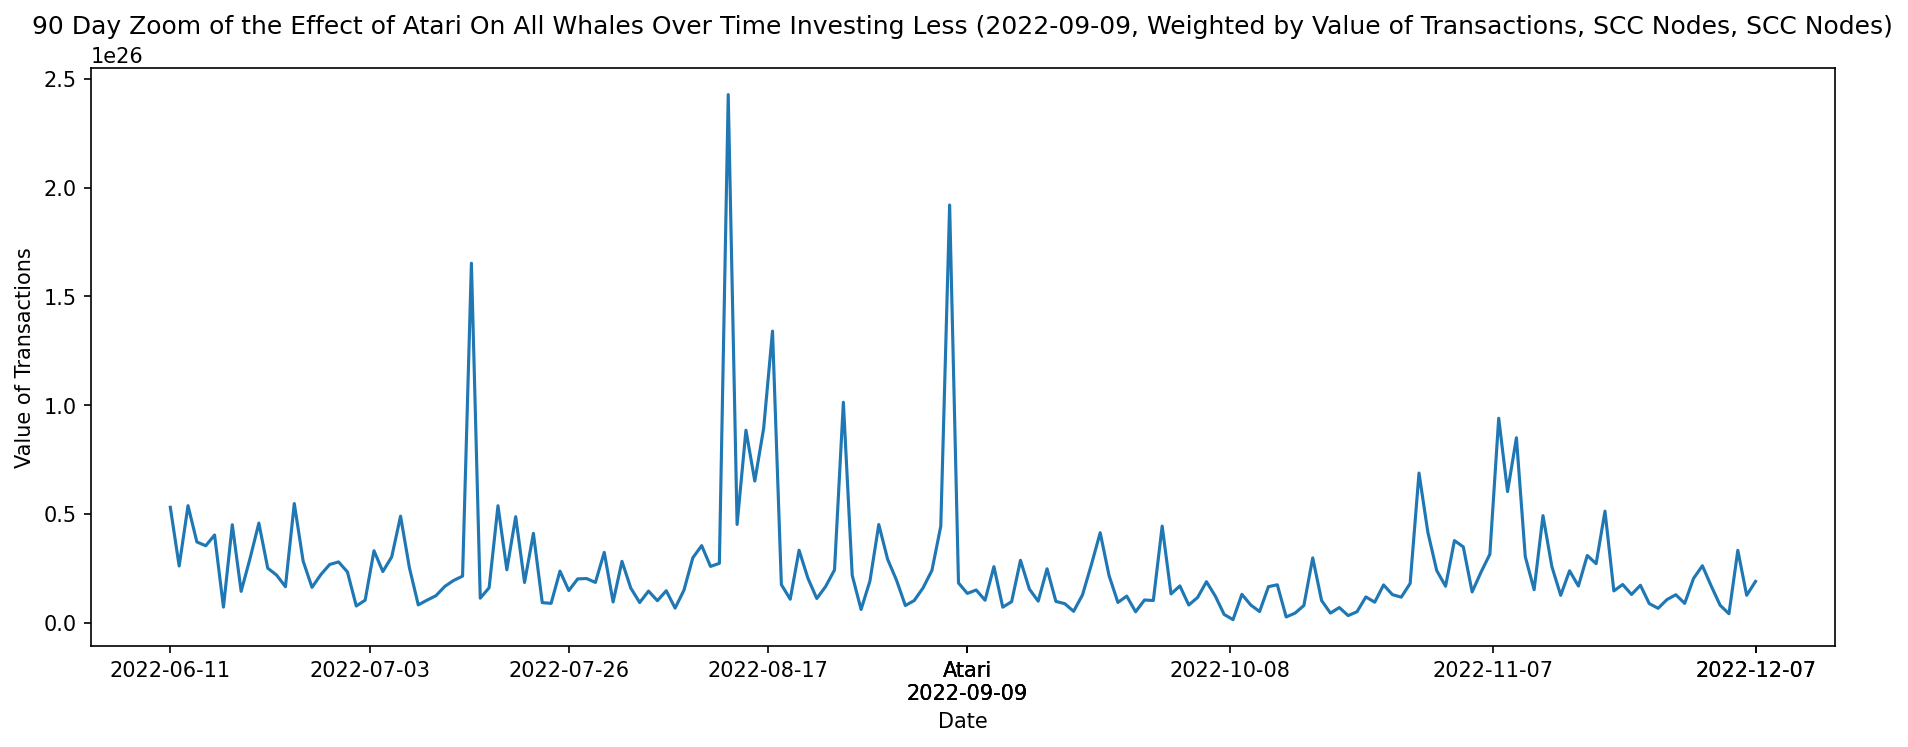 90 Day Zoom of the Effect of Atari On All Whales Over Time Investing Less (2022-09-09, Weighted by Value of Transactions, SCC Nodes, SCC Nodes)
1e26
2.5
2.0
1.5
1.0
0.5
0.0
Value of Transactions
2022-06-11 2022-07-03 2022-07-26 2022-08-17 Atari 2022-10-08 2022-11-07 2022-12-07
2022-09-09
Date